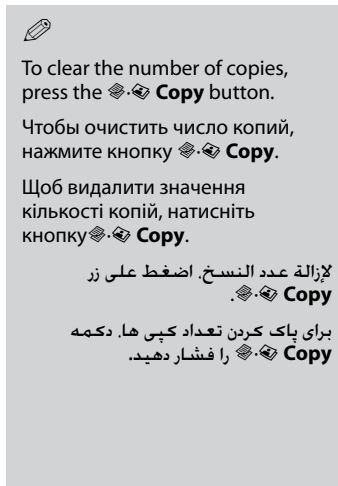 To clear the number of copies,
press the Copy button.
Чтобы очистить число копий,
нажмите кнопку Copy.
Щоб видалити значення
кількості копій, натисніть
кнопку Copy.
لإزالة عدد النسخ، اضغط على زر
Copy.
برای پاک کردن تعداد کپی ها، دکمه
Copy را فشار دهید.